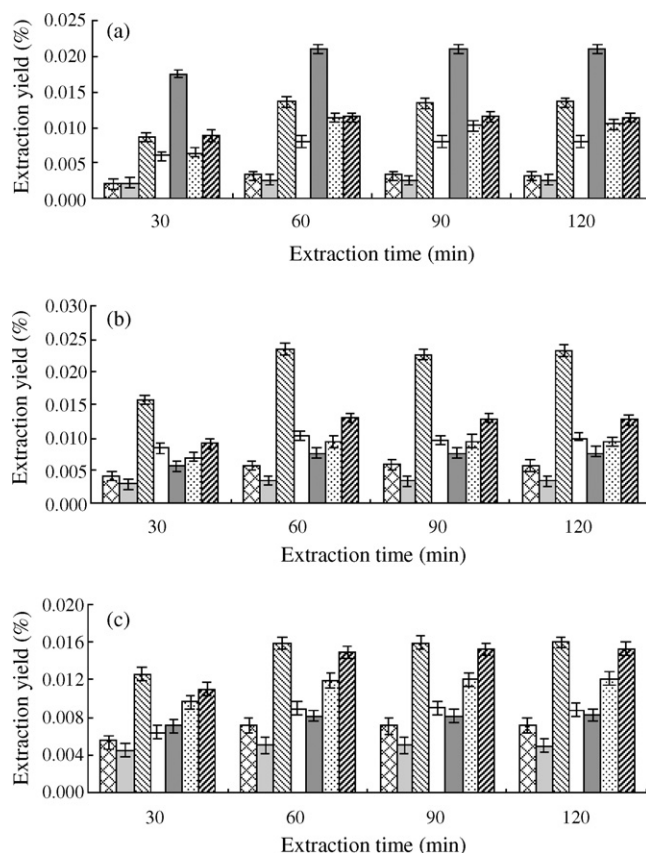 (a)
Extraction yield (%)
0.025
0.020
0.015
0.010
0.005
0.000
30 60 90 120
Extraction time (min)
(b)
Extraction yield (%)
0.030
0.025
0.020
0.015
0.010
0.005
0.000
30 60 90 120
Extraction time (min)
(c)
Extraction yield (%)
0.020
0.016
0.012
0.008
0.004
0.000
30 60 90 120
Extraction time (min)